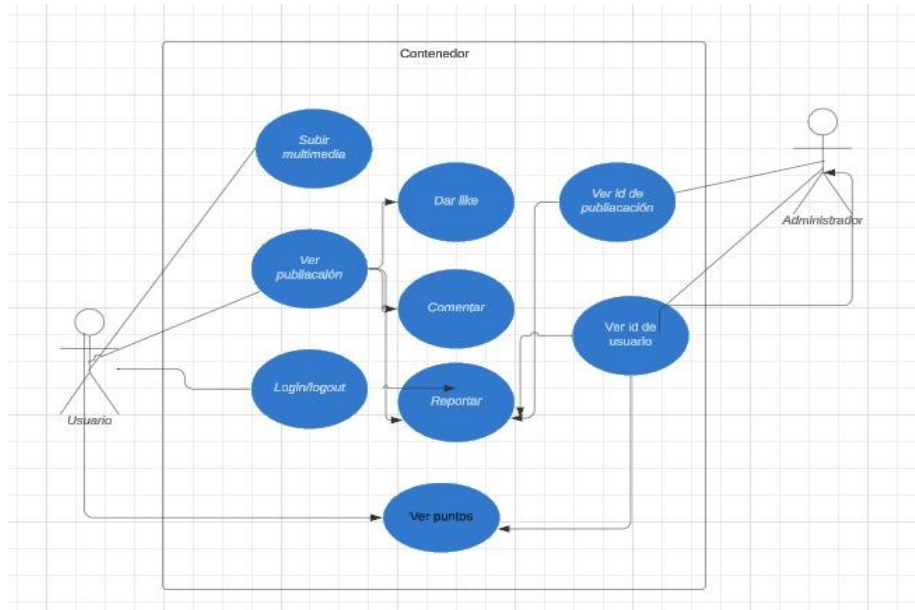 Contenedor
Subir
multimedia
Dar like
Ver id de
publiacación
Administrador
Ver
publiacaión
Comentar
Ver id de
usuario
Login/logout
Reportar
Usuario
Ver puntos